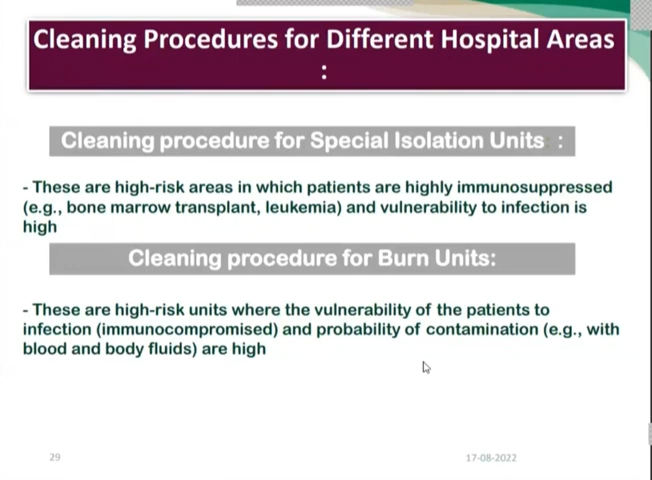 Cleaning Procedures for Different Hospital Areas
:
Cleaning procedure for Special Isolation Units : :
- These are high-risk areas in which patients are highly immunosuppressed
(e.g., bone marrow transplant, leukemia) and vulnerability to infection is
high
Cleaning procedure for Burn Units:
- These are high-risk units where the vulnerability of the patients to
infection (immunocompromised) and probability of contamination (e.g., with
blood and body fluids) are high
29
17-08-2022